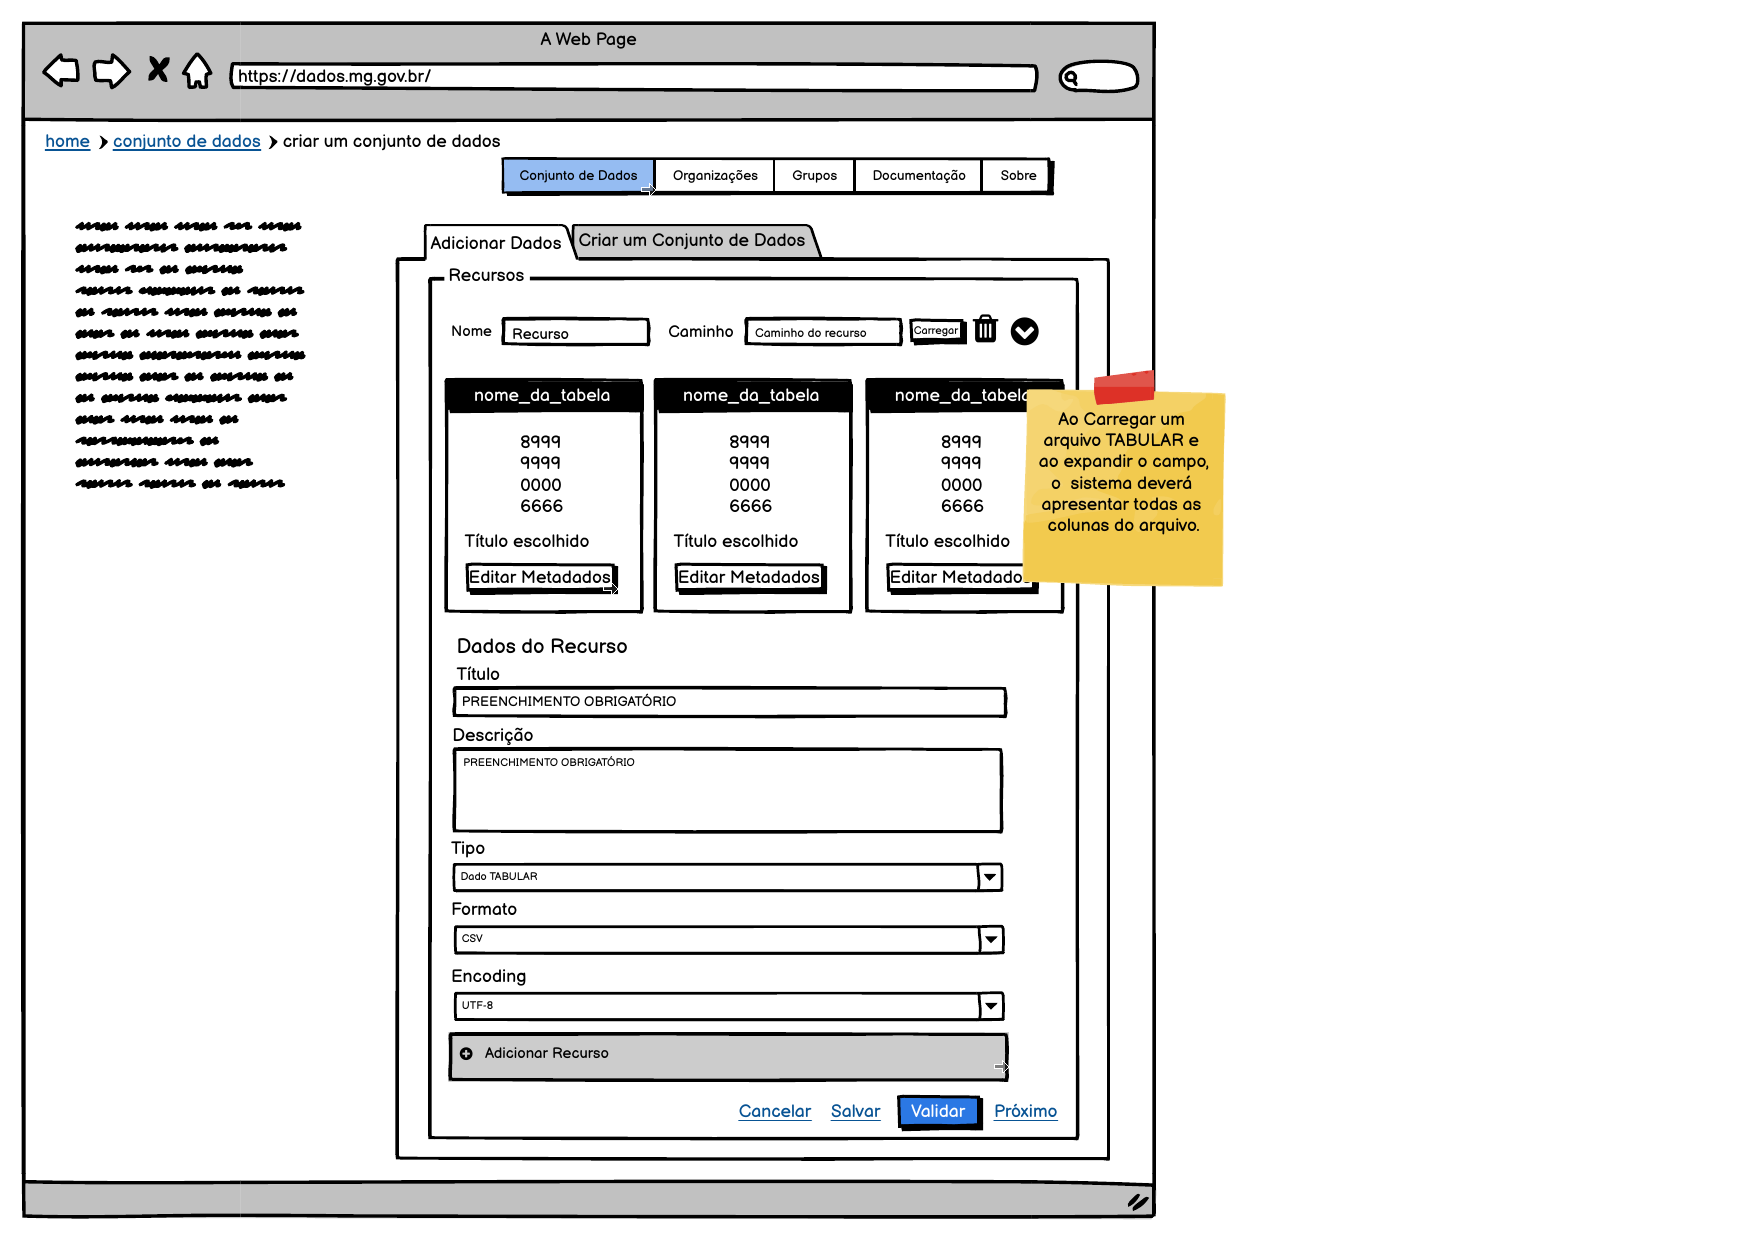 A Web Page
https://dados.mg.gov.br/
home conjunto de dados criar um conjunto de dados
Conjunto de Dados Organizações Grupos Documentação Sobre
Adicionar Dados Criar um Conjunto de Dados
Recursos
Nome Recurso Caminho Caminho do recurso Carregar
nome_da_tabela
8999
9999
0000
6666
Título escolhido
Editar Metadados
nome_da_tabela
8999
9999
0000
6666
Título escolhido
Editar Metadados
nome_da_tabela
8999
9999
0000
6666
Título escolhido
Editar Metadados
Ao Carregar um
arquivo TABULAR e
ao expandir o campo,
o sistema deverá
apresentar todas as
colunas do arquivo.
Dados do Recurso
Título
PREENCHIMENTO OBRIGATÓRIO
Descrição
PREENCHIMENTO OBRIGATÓRIO
Tipo
Dado TABULAR
Formato
CSV
Encoding
UTF-8
Adicionar Recurso
Cancelar Salvar Validar Próximo